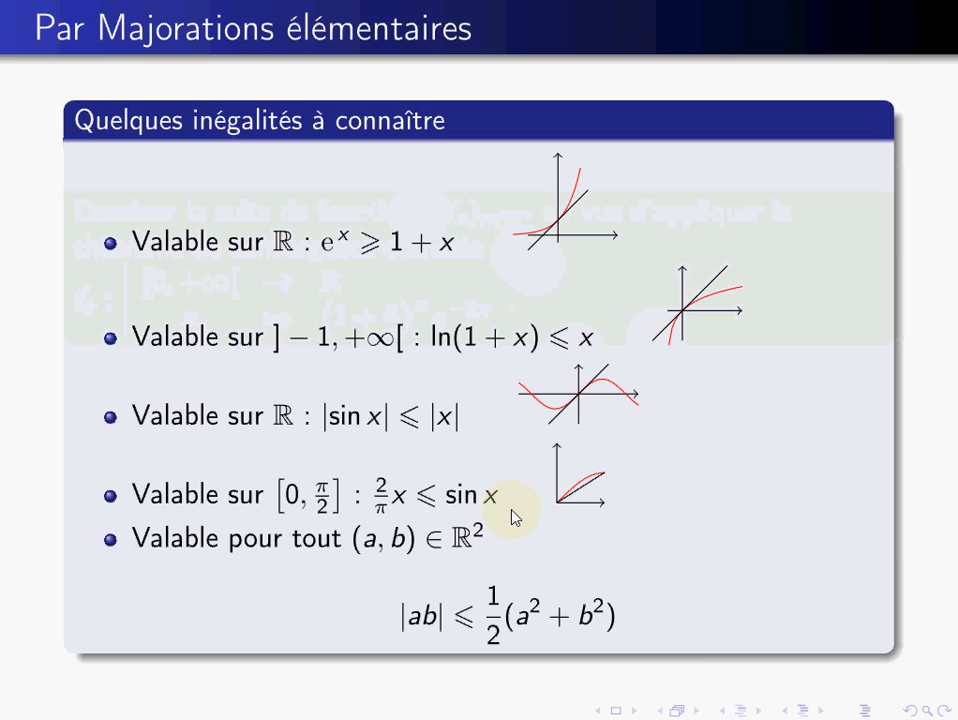 Par Majorations élémentaires
Quelques inégalités à connaître
Valable sur ℝ : eˣ ⩾ 1 + x
Valable sur ] − 1, +∞[ : ln(1 + x) ⩽ x
Valable sur ℝ : |sin x| ⩽ |x|
Valable sur [0, π/2] : 2/π x ⩽ sin x
Valable pour tout (a, b) ∈ ℝ²
|ab| ⩽ 1/2 (a² + b²)